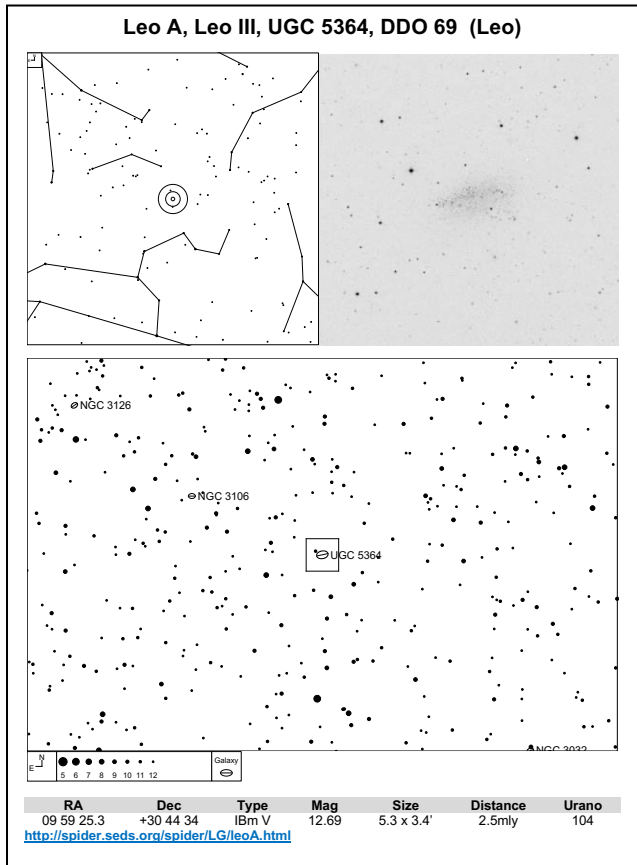 Leo A, Leo III, UGC 5364, DDO 69 (Leo)
NGC 3126
NGC 3106
UGC 5364
NGC 3032
N
E
5 6 7 8 9 10 11 12
Galaxy
RA Dec Type Mag Size Distance Urano
09 59 25.3 +30 44 34 IBm V 12.69 5.3 x 3.4' 2.5mly 104
http://spider.seds.org/spider/LG/leoA.html